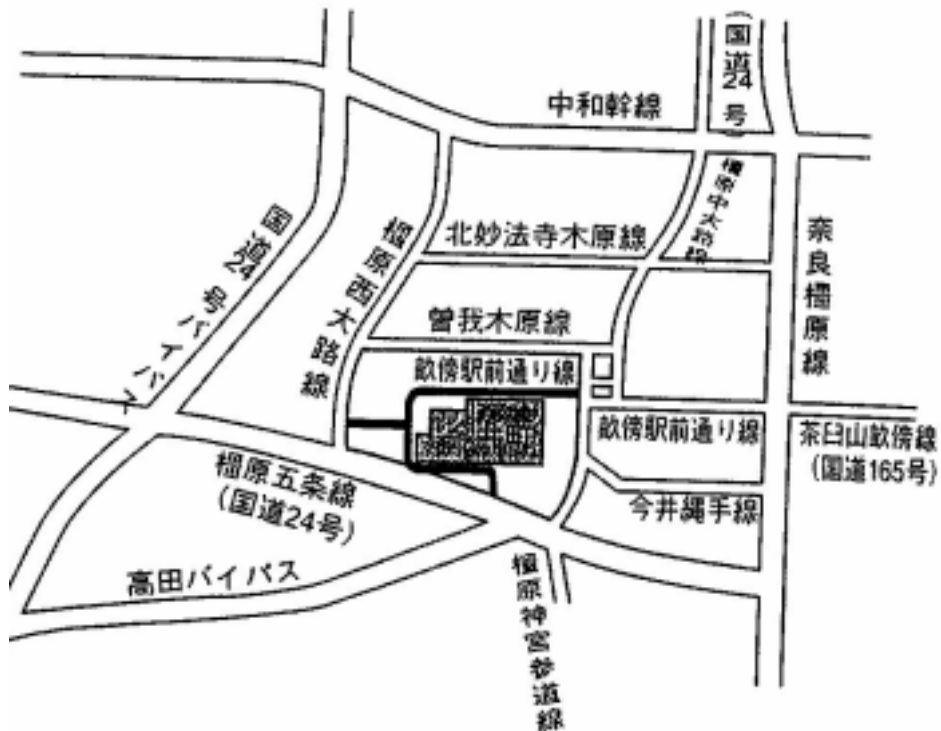 (国道24号)
中和幹線
橿原中大路線
国道24号バイパス
橿原西大路線
北妙法寺木原線
奈良橿原線
曽我木原線
畝傍駅前通り線
畝傍駅前通り線
茶臼山畝傍線
(国道165号)
橿原五条線
(国道24号)
今井縄手線
高田バイパス
橿原神宮参道線